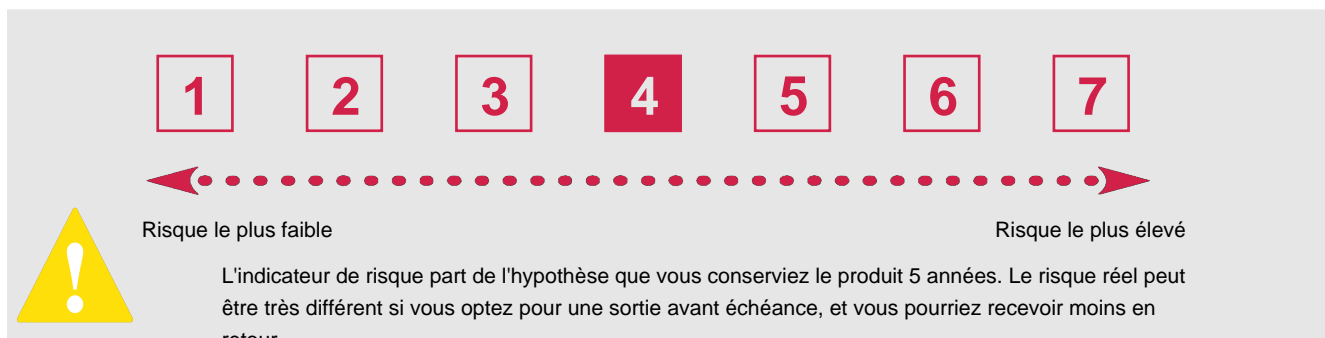 1 2 3 4 5 6 7
Risque le plus faible Risque le plus élevé
L'indicateur de risque part de l'hypothèse que vous conserviez le produit 5 années. Le risque réel peut
être très différent si vous optez pour une sortie avant échéance, et vous pourriez recevoir moins en